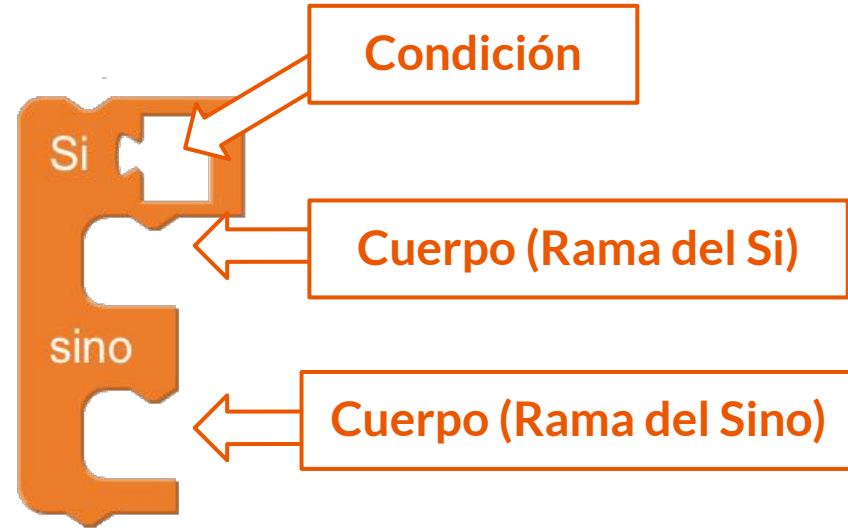 Condición
Si
Cuerpo (Rama del Si)
sino
Cuerpo (Rama del Sino)